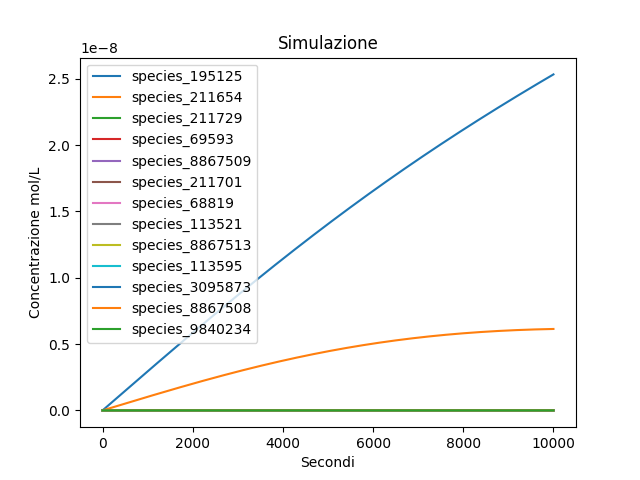 Simulazione
1e−8
2.5
2.0
1.5
1.0
0.5
0.0
Concentrazione mol/L
species_195125
species_211654
species_211729
species_69593
species_8867509
species_211701
species_68819
species_113521
species_8867513
species_113595
species_3095873
species_8867508
species_9840234
0 2000 4000 6000 8000 10000
Secondi